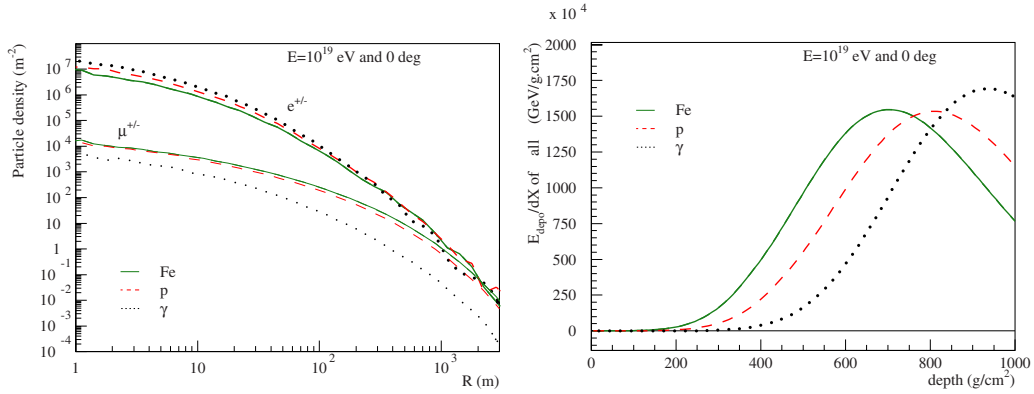 E=10^19 eV and 0 deg
Particle density (m^-2)
10^7
10^6
10^5
10^4
10^3
10^2
10
1
10^-1
10^-2
10^-3
10^-4
e^+/-
μ^+/-
Fe
p
γ
1 10 10^2 10^3
R (m)
x 10^4
E=10^19 eV and 0 deg
E_depo/dX of all (GeV/g.cm^2)
2000
1750
1500
1250
1000
750
500
250
0
Fe
p
γ
0 200 400 600 800 1000
depth (g/cm^2)